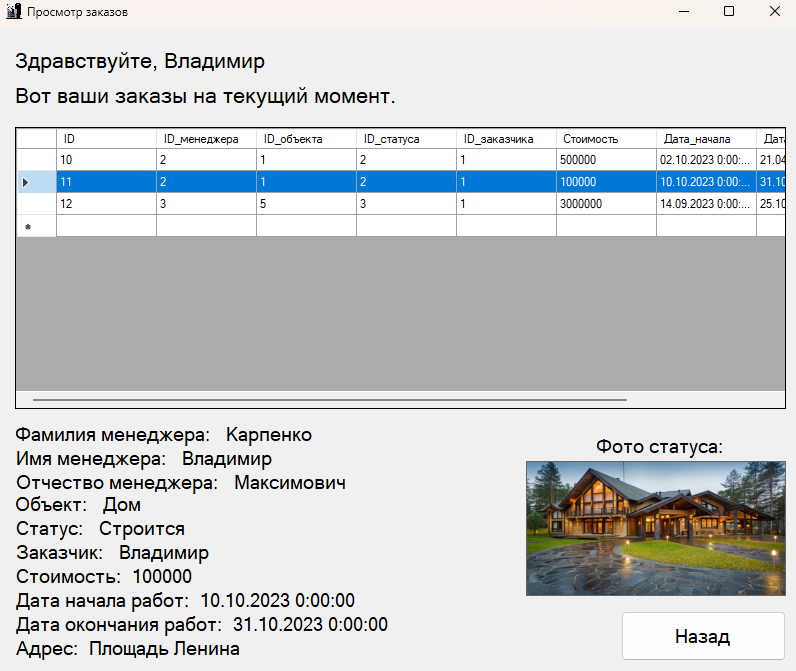 Просмотр заказов
Здравствуйте, Владимир
Вот ваши заказы на текущий момент.
ID ID_менеджера ID_объекта ID_статуса ID_заказчика Стоимость Дата_начала Дат
10 2 1 2 1 500000 02.10.2023 0:00:... 21.04
11 2 1 2 1 100000 10.10.2023 0:00:... 31.10
12 3 5 3 1 3000000 14.09.2023 0:00:... 25.10
Фамилия менеджера: Карпенко
Имя менеджера: Владимир
Отчество менеджера: Максимович
Объект: Дом
Статус: Строится
Заказчик: Владимир
Стоимость: 100000
Дата начала работ: 10.10.2023 0:00:00
Дата окончания работ: 31.10.2023 0:00:00
Адрес: Площадь Ленина
Фото статуса:
Назад